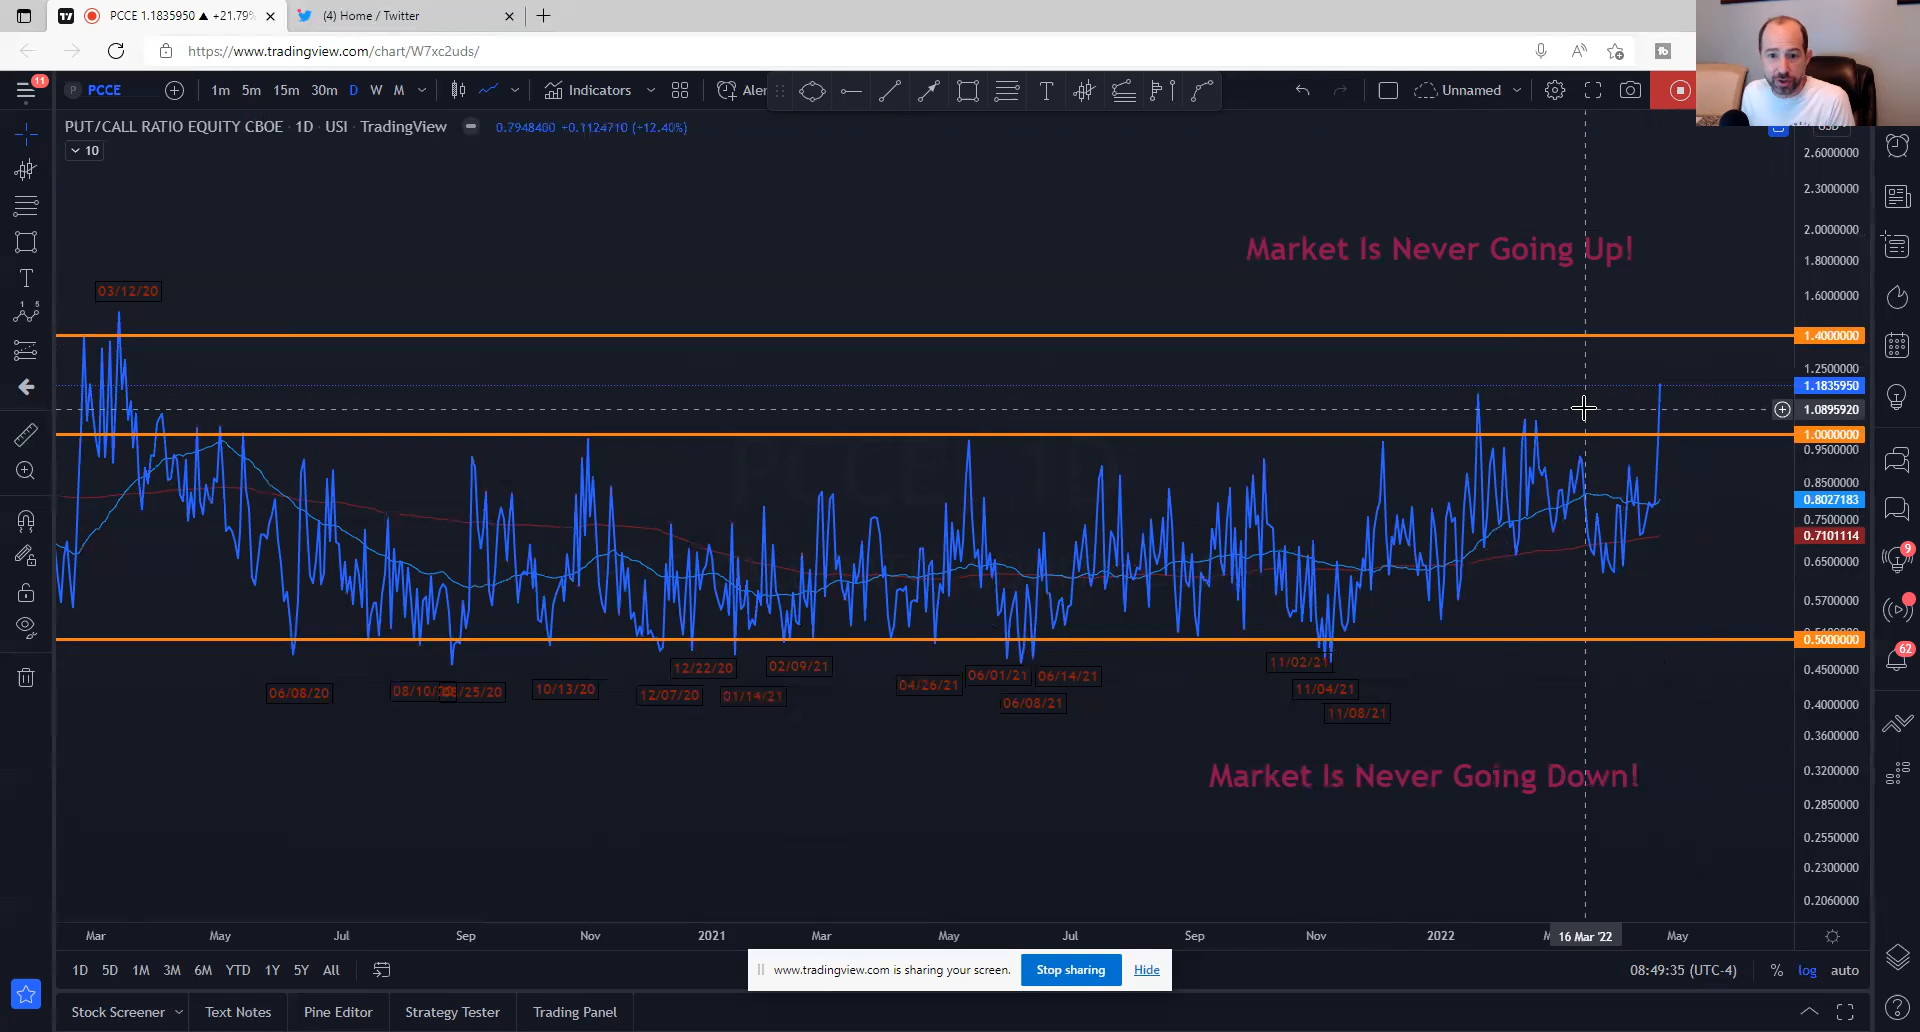 PCCE 1.1835950 ▲ +21.79%
(4) Home / Twitter
https://www.tradingview.com/chart/W7xc2uds/
11
PCCE
1m 5m 15m 30m D W M
Indicators
Aler
Unnamed
PUT/CALL RATIO EQUITY CBOE · 1D · USI · TradingView
0.7948400 +0.1124710 (+12.40%)
10
Market Is Never Going Up!
03/12/20
06/08/20
08/25/20
10/13/20
12/07/20
12/22/20
01/14/21
02/09/21
04/26/21
06/01/21
06/08/21
06/14/21
11/02/21
11/04/21
11/08/21
Market Is Never Going Down!
2.6000000
2.3000000
2.0000000
1.8000000
1.6000000
1.4000000
1.2500000
1.1835950
1.0895920
1.0000000
0.9500000
0.8500000
0.8027183
0.7500000
0.7101114
0.6500000
0.5700000
0.5000000
0.4500000
0.4000000
0.3600000
0.3200000
0.2850000
0.2550000
0.2300000
0.2060000
9
62
Mar May Jul Sep Nov 2021 Mar May Jul Sep Nov 2022 16 Mar '22 May
1D 5D 1M 3M 6M YTD 1Y 5Y All
www.tradingview.com is sharing your screen.
Stop sharing
Hide
08:49:35 (UTC-4)
% log auto
Stock Screener
Text Notes
Pine Editor
Strategy Tester
Trading Panel